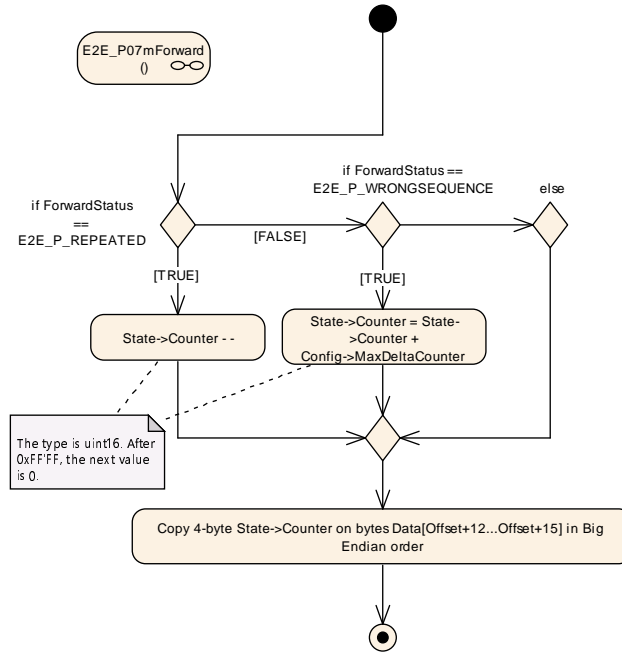 E2E_P07mForward
()
if ForwardStatus ==
E2E_P_WRONGSEQUENCE
else
if ForwardStatus
==
E2E_P_REPEATED
[FALSE]
[TRUE]
[TRUE]
State->Counter - -
State->Counter = State-
>Counter +
Config->MaxDeltaCounter
The type is uint16. After
0xFF'FF, the next value
is 0.
Copy 4-byte State->Counter on bytes Data[Offset+12...Offset+15] in Big
Endian order